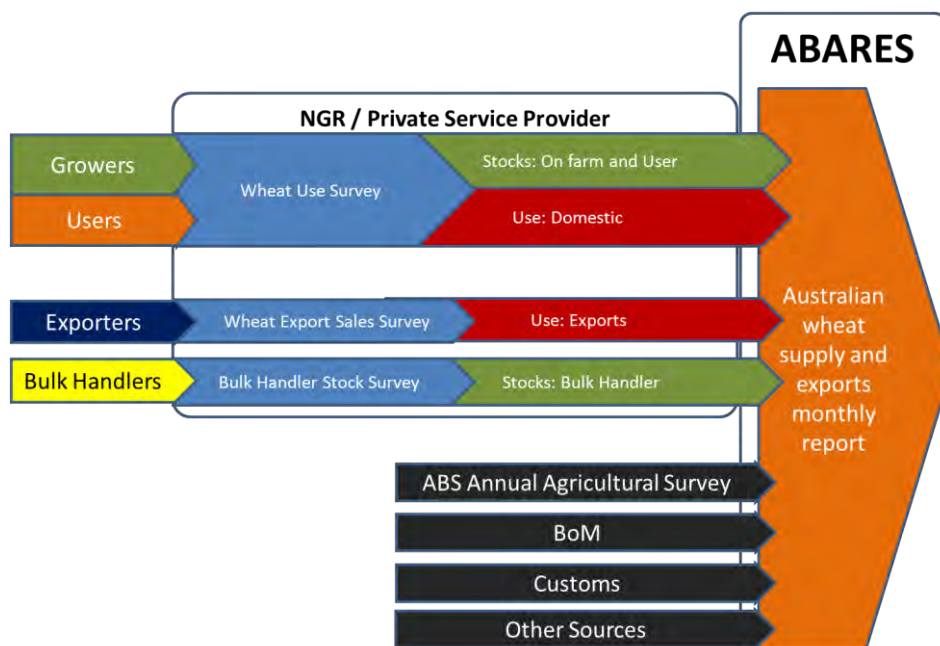 ABARES
NGR / Private Service Provider
Growers
Users
Wheat Use Survey
Stocks: On farm and User
Use: Domestic
Exporters
Wheat Export Sales Survey
Use: Exports
Bulk Handlers
Bulk Handler Stock Survey
Stocks: Bulk Handler
Australian
wheat
supply and
exports
monthly
report
ABS Annual Agricultural Survey
BoM
Customs
Other Sources